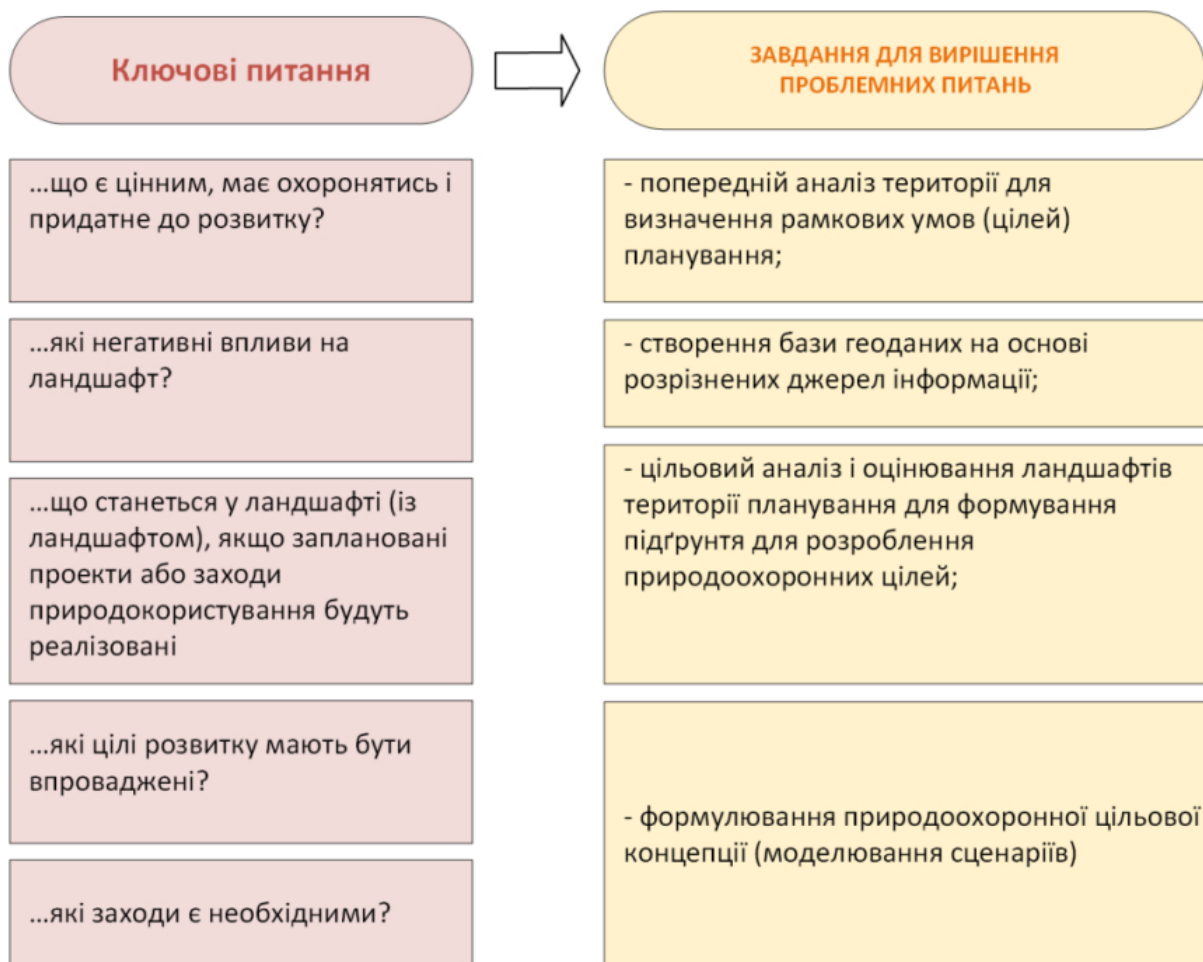 Ключові питання
ЗАВДАННЯ ДЛЯ ВИРІШЕННЯ
ПРОБЛЕМНИХ ПИТАНЬ
...що є цінним, має охоронятись і
придатне до розвитку?
...які негативні впливи на
ландшафт?
...що станеться у ландшафті (із
ландшафтом), якщо заплановані
проекти або заходи
природокористування будуть
реалізовані
...які цілі розвитку мають бути
впроваджені?
...які заходи є необхідними?
- попередній аналіз території для
визначення рамкових умов (цілей)
планування;
- створення бази геоданих на основі
розрізнених джерел інформації;
- цільовий аналіз і оцінювання ландшафтів
території планування для формування
підґрунтя для розроблення
природоохоронних цілей;
- формулювання природоохоронної цільової
концепції (моделювання сценаріїв)